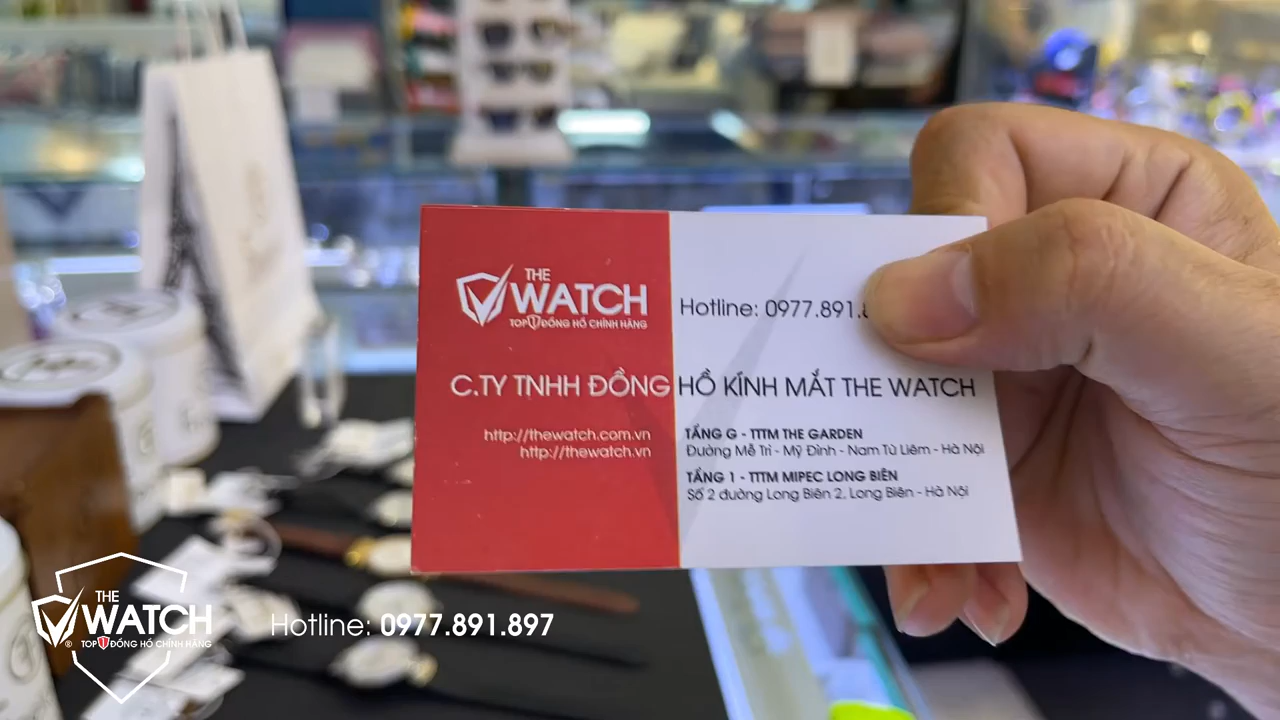 THE
WATCH
TOP 1 ĐỒNG HỒ CHÍNH HÃNG
Hotline: 0977.891.
C.TY TNHH ĐỒNG HỒ KÍNH MẮT THE WATCH
http://thewatch.com.vn
http://thewatch.vn
TẦNG G - TTTM THE GARDEN
Đường Mễ Trì - Mỹ Đình - Nam Từ Liêm - Hà Nội
TẦNG 1 - TTTM MIPEC LONG BIÊN
Số 2 đường Long Biên 2, Long Biên - Hà Nội
THE
WATCH
®
TOP 1 ĐỒNG HỒ CHÍNH HÃNG
Hotline: 0977.891.897